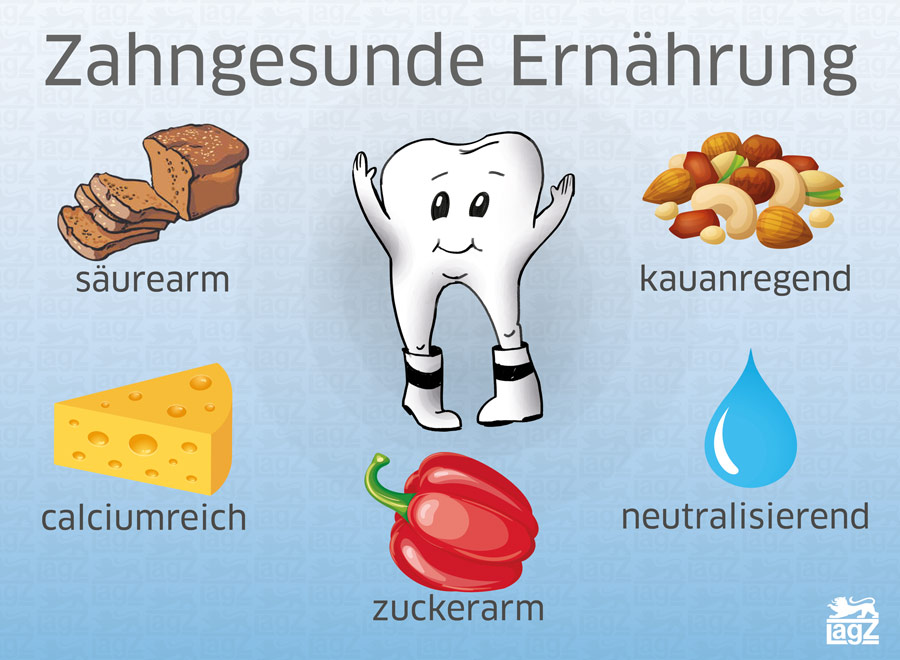 Zahngesunde Ernährung
säurearm
kauanregend
calciumreich
neutralisierend
zuckerarm
LagZ